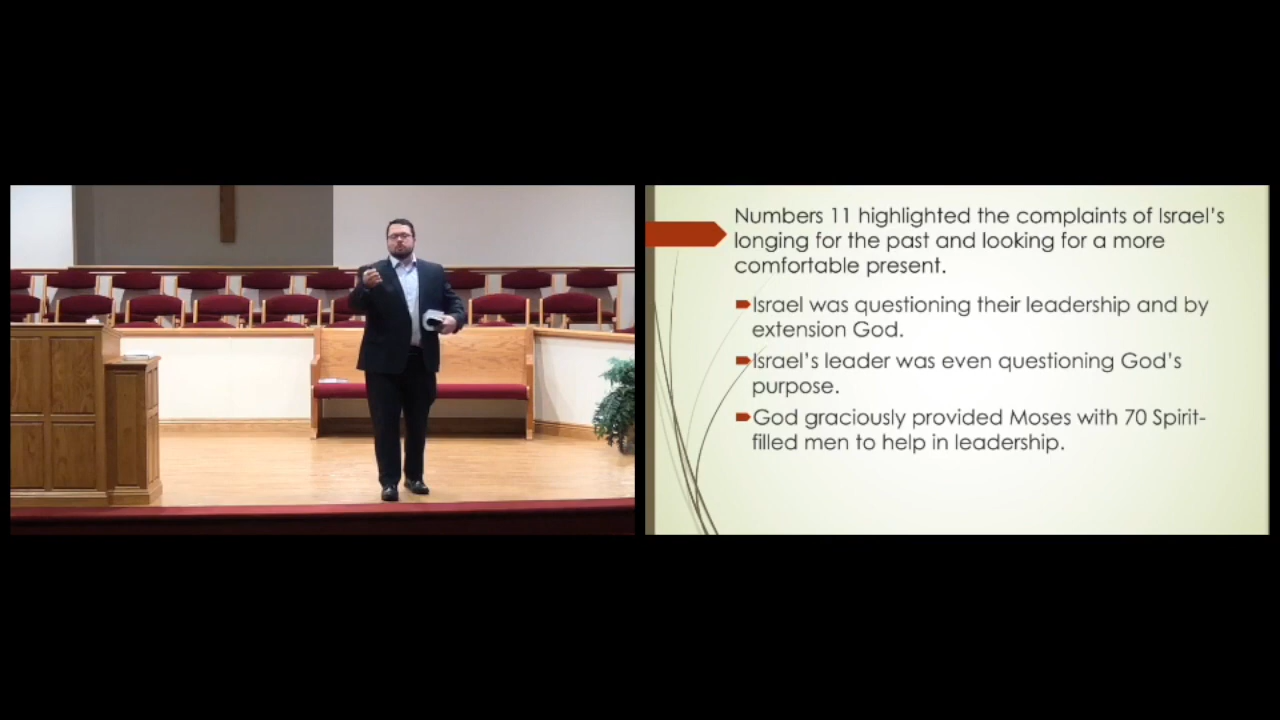 Numbers 11 highlighted the complaints of Israel's
longing for the past and looking for a more
comfortable present.
Israel was questioning their leadership and by
extension God.
Israel's leader was even questioning God's
purpose.
God graciously provided Moses with 70 Spirit-
filled men to help in leadership.